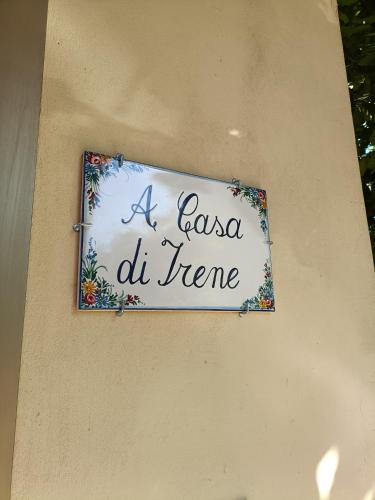 A Casa
di Irene